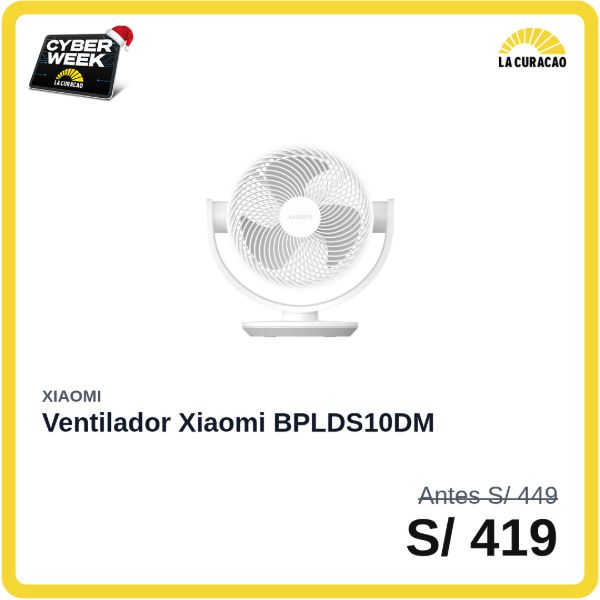 CYBER
WEEK
LA CURACAO
LA CURACAO
XIAOMI
XIAOMI
Ventilador Xiaomi BPLDS10DM
Antes S/ 449
S/ 419